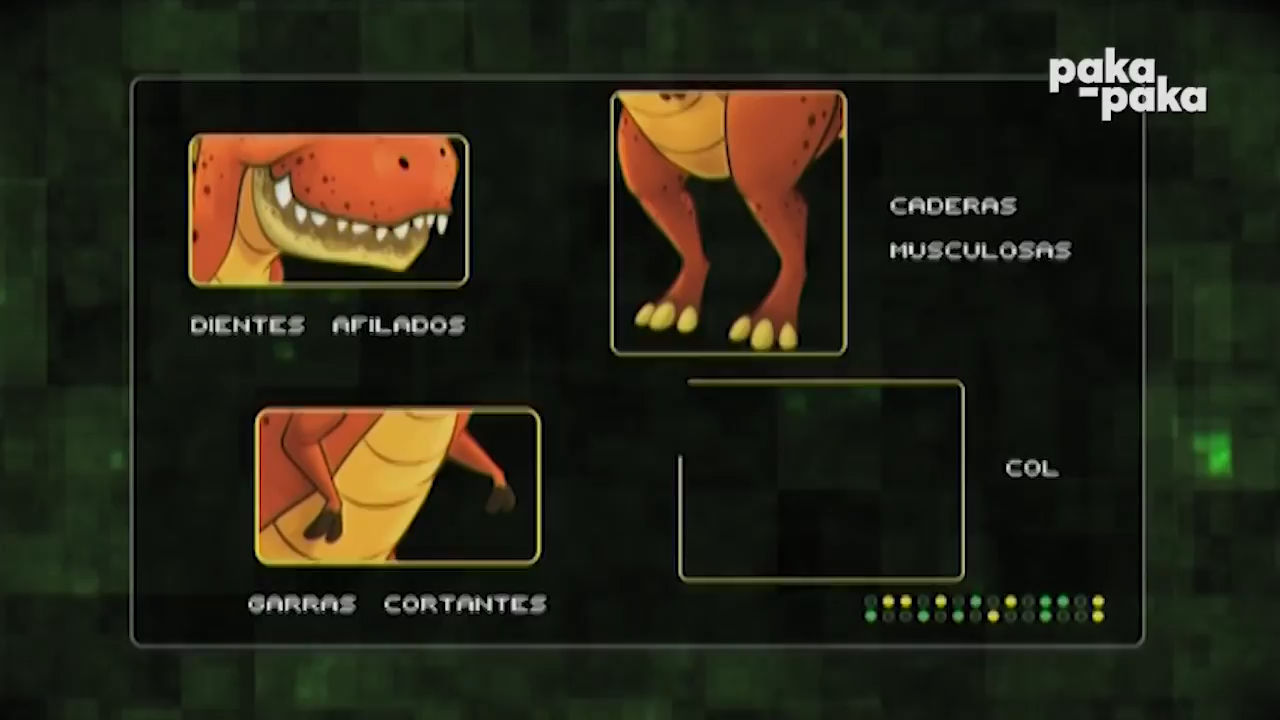 paka
-paka
DIENTES AFILADOS
CADERAS
MUSCULOSAS
GARRAS CORTANTES
COL